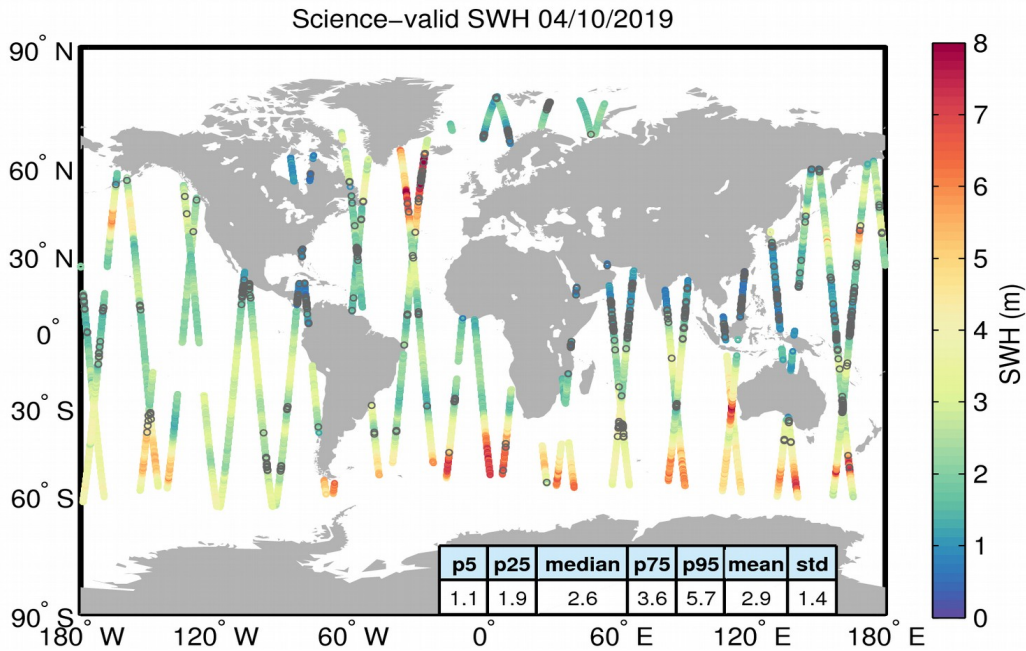 Science−valid SWH 04/10/2019
90° N
60° N
30° N
0°
30° S
60° S
90° S
180° W
120° W
60° W
0°
60° E
120° E
180° E
p5 p25 median p75 p95 mean std
1.1 1.9 2.6 3.6 5.7 2.9 1.4
8
7
6
5
4
3
2
1
0
SWH (m)